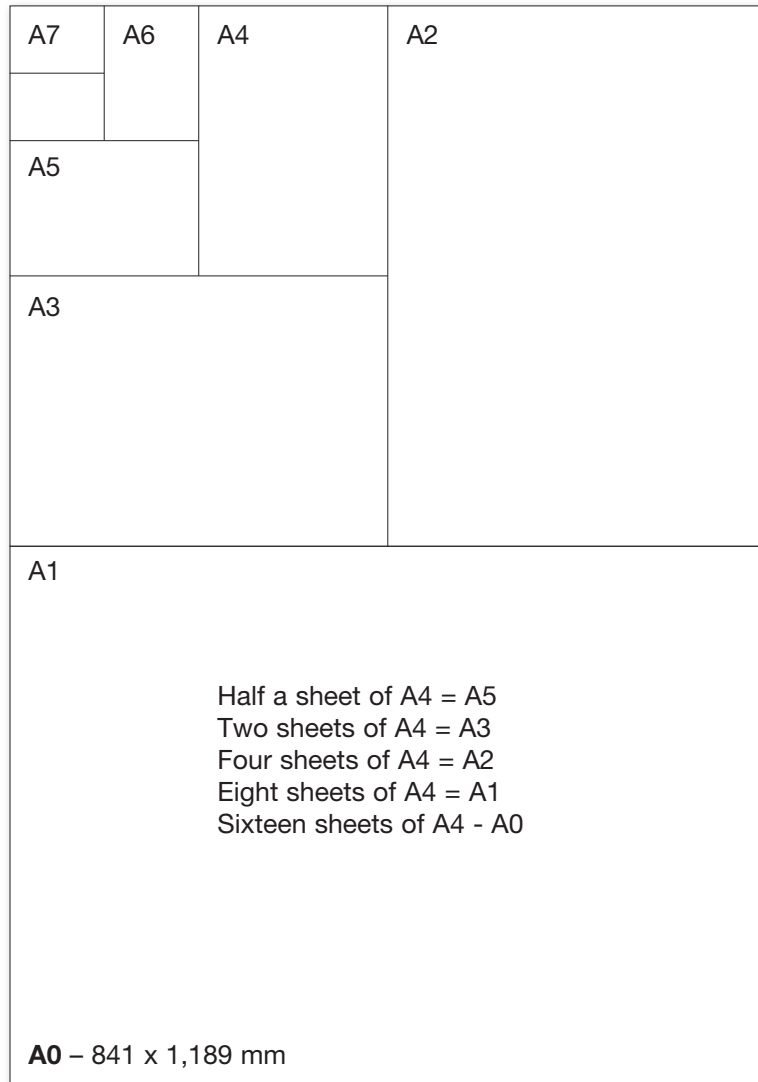 A7 A6 A4 A2
A5
A3
A1
Half a sheet of A4 = A5
Two sheets of A4 = A3
Four sheets of A4 = A2
Eight sheets of A4 = A1
Sixteen sheets of A4 - A0
A0 – 841 x 1,189 mm